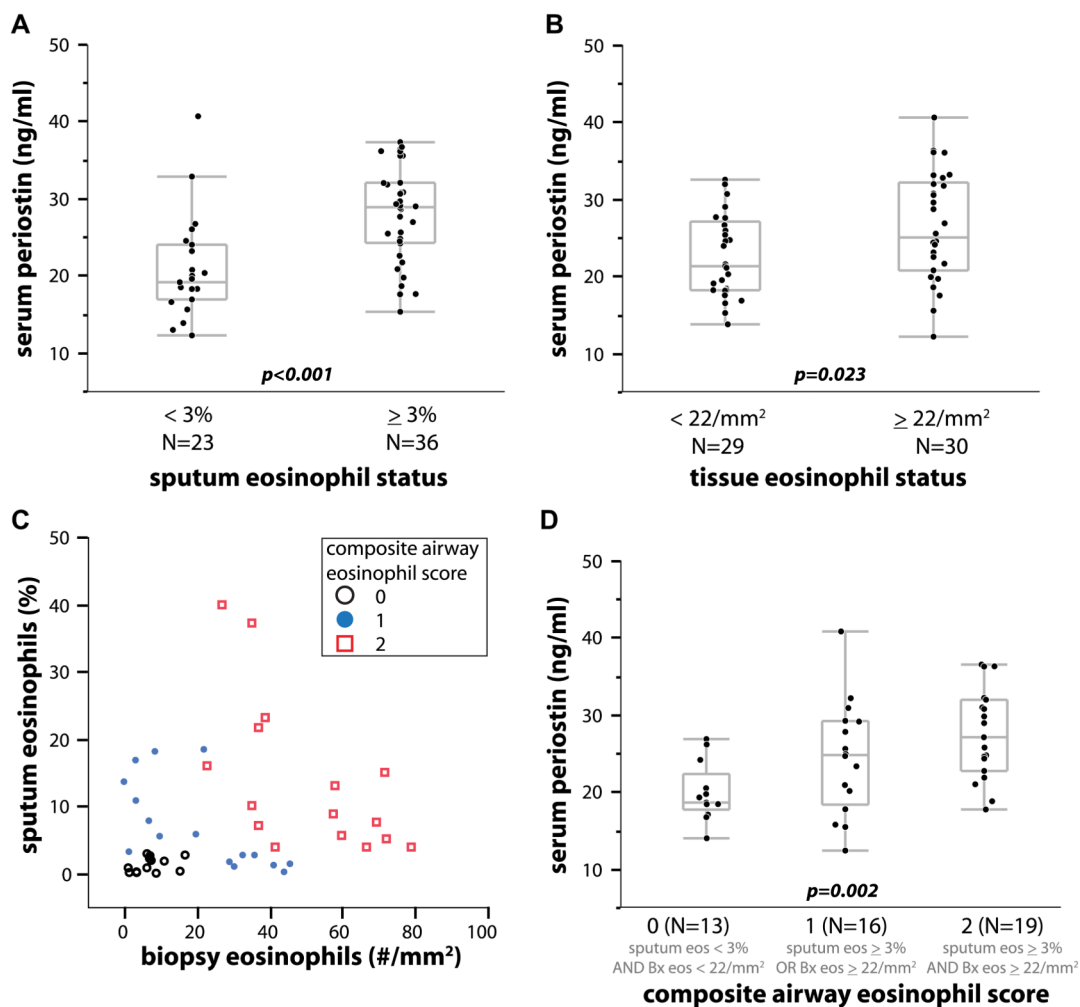 A
50
40
30
20
10
serum periostin (ng/ml)
p<0.001
< 3%
≥ 3%
N=23
N=36
sputum eosinophil status
B
50
40
30
20
10
serum periostin (ng/ml)
p=0.023
< 22/mm²
≥ 22/mm²
N=29
N=30
tissue eosinophil status
C
50
40
30
20
10
0
sputum eosinophils (%)
composite airway
eosinophil score
0
1
2
0 20 40 60 80 100
biopsy eosinophils (#/mm²)
D
50
40
30
20
10
serum periostin (ng/ml)
p=0.002
0 (N=13)
sputum eos < 3%
AND Bx eos < 22/mm²
1 (N=16)
sputum eos ≥ 3%
OR Bx eos ≥ 22/mm²
2 (N=19)
sputum eos ≥ 3%
AND Bx eos ≥ 22/mm²
composite airway eosinophil score